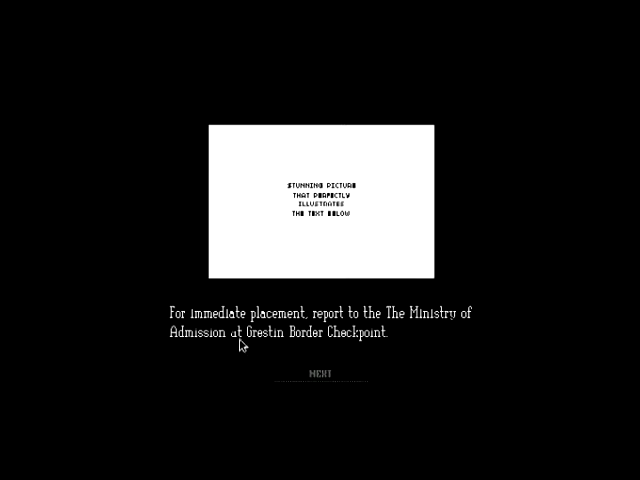 STUNNING PICTURE
THAT PERFECTLY
ILLUSTRATES
THE TEXT BELOW
For immediate placement, report to the The Ministry of
Admission at Grestin Border Checkpoint.
NEXT